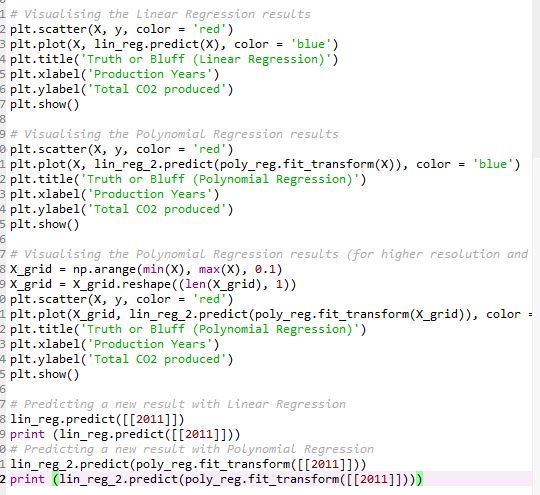 1 # Visualising the Linear Regression results
2 plt.scatter(X, y, color = 'red')
3 plt.plot(X, lin_reg.predict(X), color = 'blue')
4 plt.title('Truth or Bluff (Linear Regression)')
5 plt.xlabel('Production Years')
6 plt.ylabel('Total CO2 produced')
7 plt.show()
8
9 # Visualising the Polynomial Regression results
0 plt.scatter(X, y, color = 'red')
1 plt.plot(X, lin_reg_2.predict(poly_reg.fit_transform(X)), color = 'blue')
2 plt.title('Truth or Bluff (Polynomial Regression)')
3 plt.xlabel('Production Years')
4 plt.ylabel('Total CO2 produced')
5 plt.show()
6
7 # Visualising the Polynomial Regression results (for higher resolution and
8 X_grid = np.arange(min(X), max(X), 0.1)
9 X_grid = X_grid.reshape((len(X_grid), 1))
0 plt.scatter(X, y, color = 'red')
1 plt.plot(X_grid, lin_reg_2.predict(poly_reg.fit_transform(X_grid)), color =
2 plt.title('Truth or Bluff (Polynomial Regression)')
3 plt.xlabel('Production Years')
4 plt.ylabel('Total CO2 produced')
5 plt.show()
6
7 # Predicting a new result with Linear Regression
8 lin_reg.predict([[2011]])
9 print (lin_reg.predict([[2011]]))
0 # Predicting a new result with Polynomial Regression
1 lin_reg_2.predict(poly_reg.fit_transform([[2011]]))
2 print (lin_reg_2.predict(poly_reg.fit_transform([[2011]])))